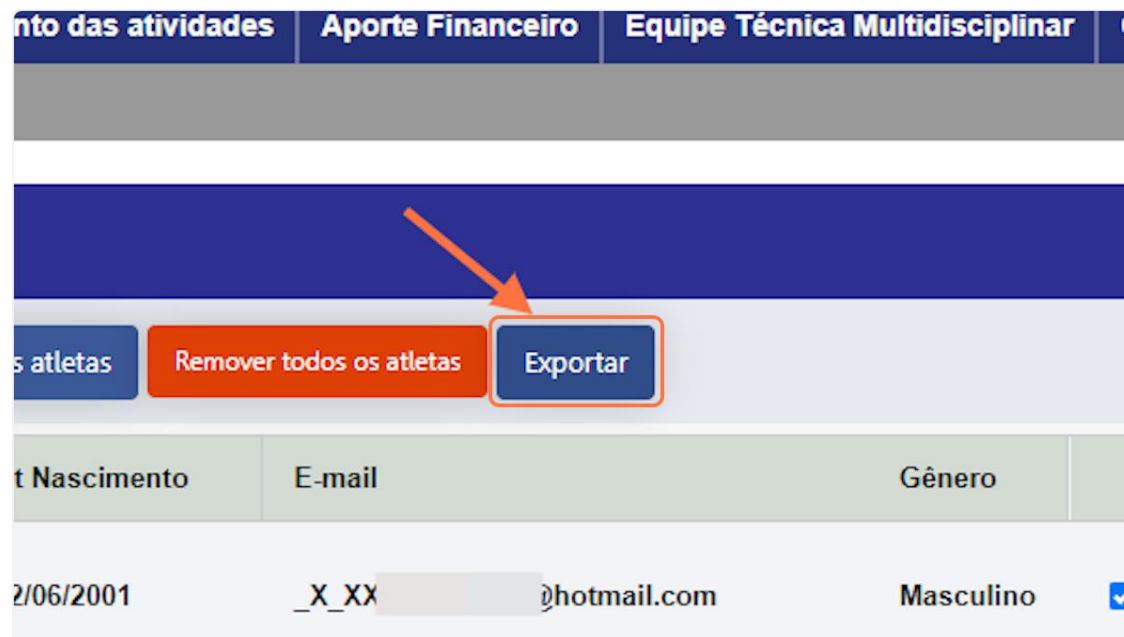 nto das atividades Aporte Financeiro Equipe Técnica Multidisciplinar
s atletas Remover todos os atletas Exportar
t Nascimento E-mail Gênero
2/06/2001 _X_XX @hotmail.com Masculino